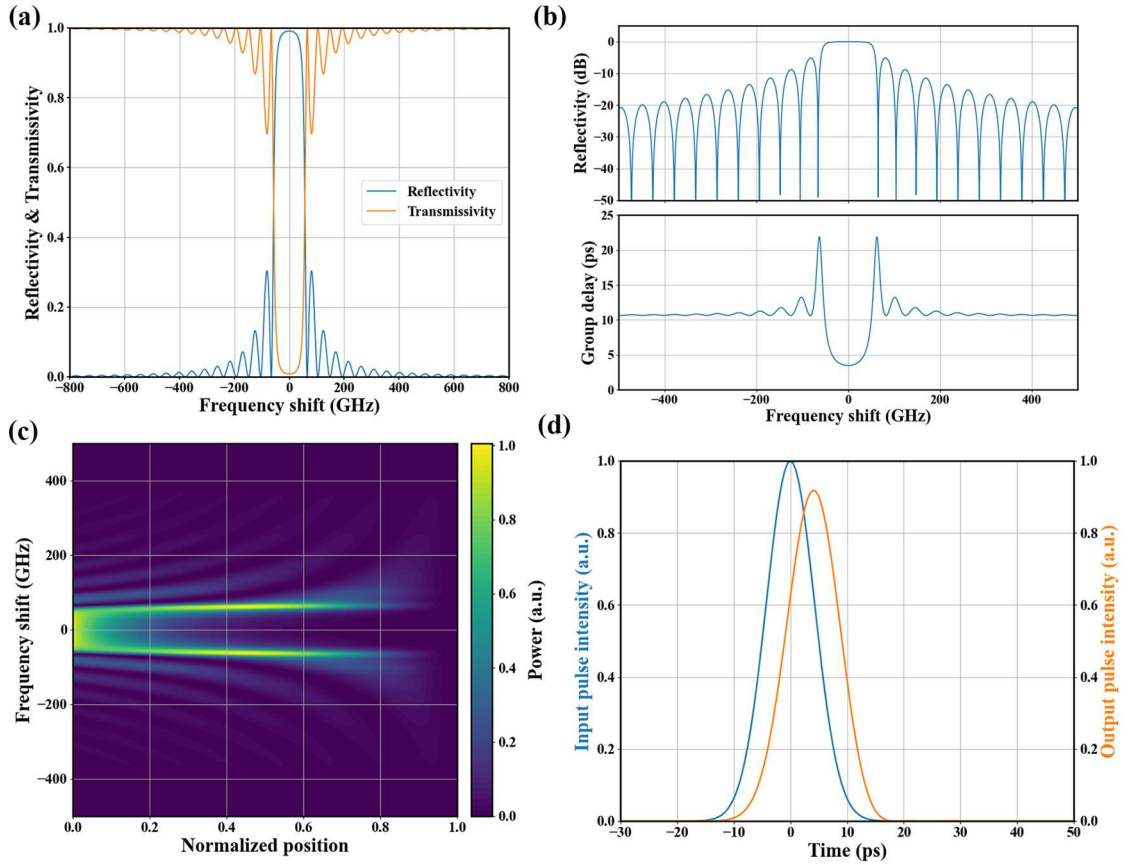 (a)
1.0
0.8
0.6
0.4
0.2
0.0
Reflectivity & Transmissivity
Reflectivity
Transmissivity
−800 −600 −400 −200 0 200 400 600 800
Frequency shift (GHz)
(b)
0
−10
−20
−30
−40
−50
Reflectivity (dB)
25
20
15
10
5
0
Group delay (ps)
−400 −200 0 200 400
Frequency shift (GHz)
(c)
400
200
0
−200
−400
Frequency shift (GHz)
0.0 0.2 0.4 0.6 0.8 1.0
Normalized position
1.0
0.8
0.6
0.4
0.2
0.0
Power (a.u.)
(d)
1.0
0.8
0.6
0.4
0.2
0.0
Input pulse intensity (a.u.)
1.0
0.8
0.6
0.4
0.2
0.0
Output pulse intensity (a.u.)
−30 −20 −10 0 10 20 30 40 50
Time (ps)